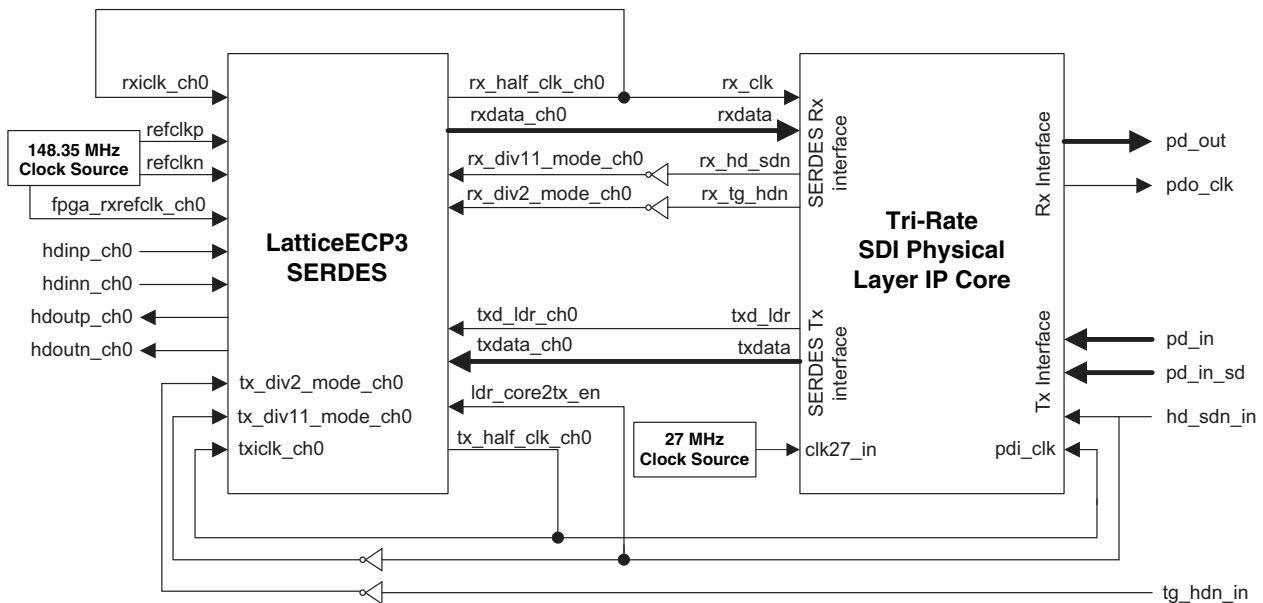 rxiclk_ch0
rx_half_clk_ch0
rx_clk
rxdata_ch0
rxdata
refclkp
148.35 MHz
Clock Source
refclkn
fpga_rxrefclk_ch0
rx_div11_mode_ch0
rx_hd_sdn
rx_div2_mode_ch0
rx_tg_hdn
SERDES Rx
interface
Rx Interface
pd_out
pdo_clk
hdinp_ch0
hdinn_ch0
hdoutp_ch0
hdoutn_ch0
LatticeECP3
SERDES
Tri-Rate
SDI Physical
Layer IP Core
txd_ldr_ch0
txd_ldr
txdata_ch0
txdata
SERDES Tx
interface
Tx Interface
pd_in
pd_in_sd
hd_sdn_in
tx_div2_mode_ch0
tx_div11_mode_ch0
txiclk_ch0
ldr_core2tx_en
tx_half_clk_ch0
27 MHz
Clock Source
clk27_in
pdi_clk
tg_hdn_in